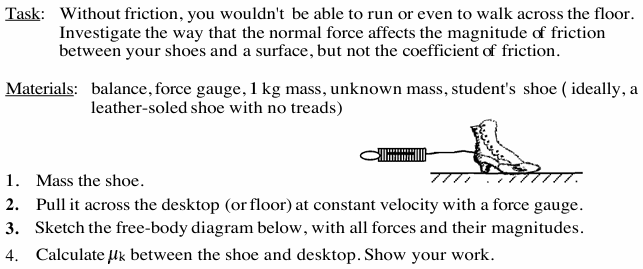 Task: Without friction, you wouldn't be able to run or even to walk across the floor.
Investigate the way that the normal force affects the magnitude of friction
between your shoes and a surface, but not the coefficient of friction.
Materials: balance, force gauge, 1 kg mass, unknown mass, student's shoe ( ideally, a
leather-soled shoe with no treads)
1. Mass the shoe.
2. Pull it across the desktop (or floor) at constant velocity with a force gauge.
3. Sketch the free-body diagram below, with all forces and their magnitudes.
4. Calculate μk between the shoe and desktop. Show your work.